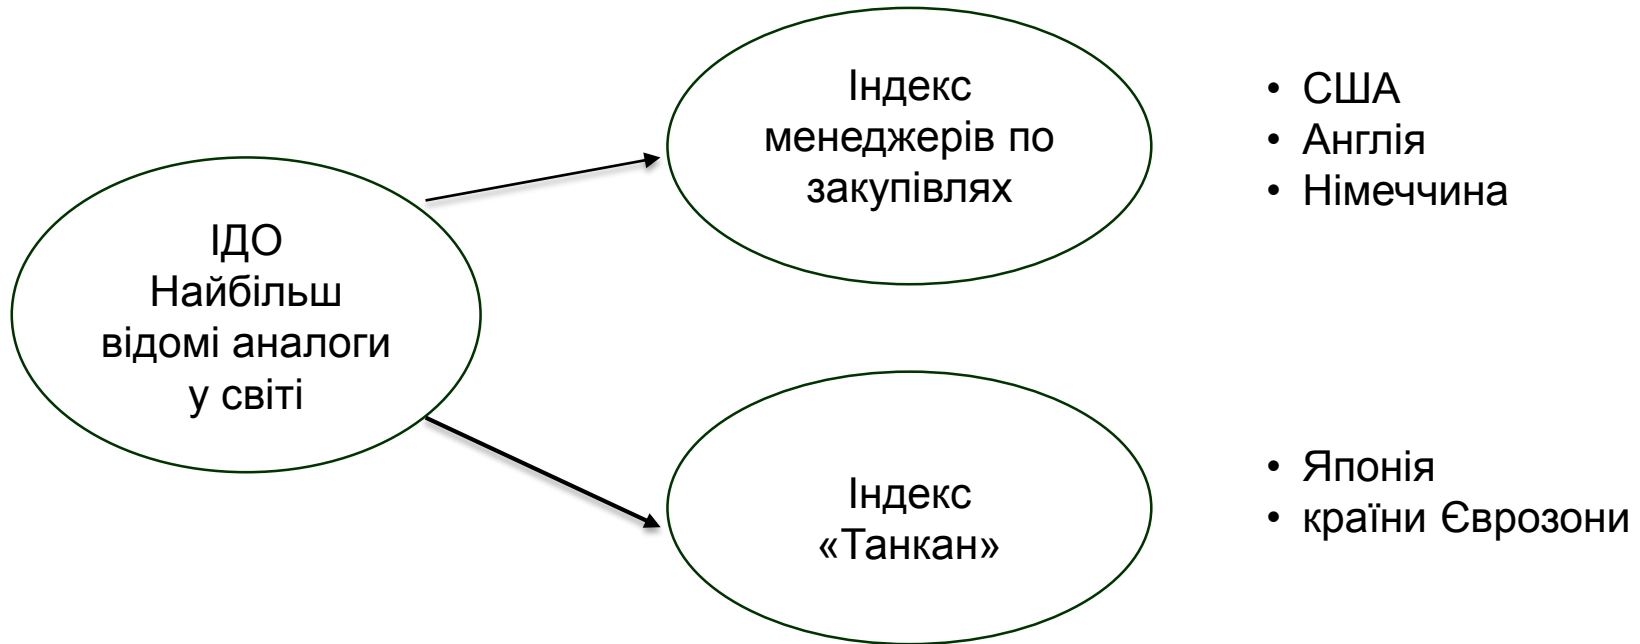 ІДО
Найбільш
відомі аналоги
у світі
Індекс
менеджерів по
закупівлях
• США
• Англія
• Німеччина
Індекс
«Танкан»
• Японія
• країни Єврозони